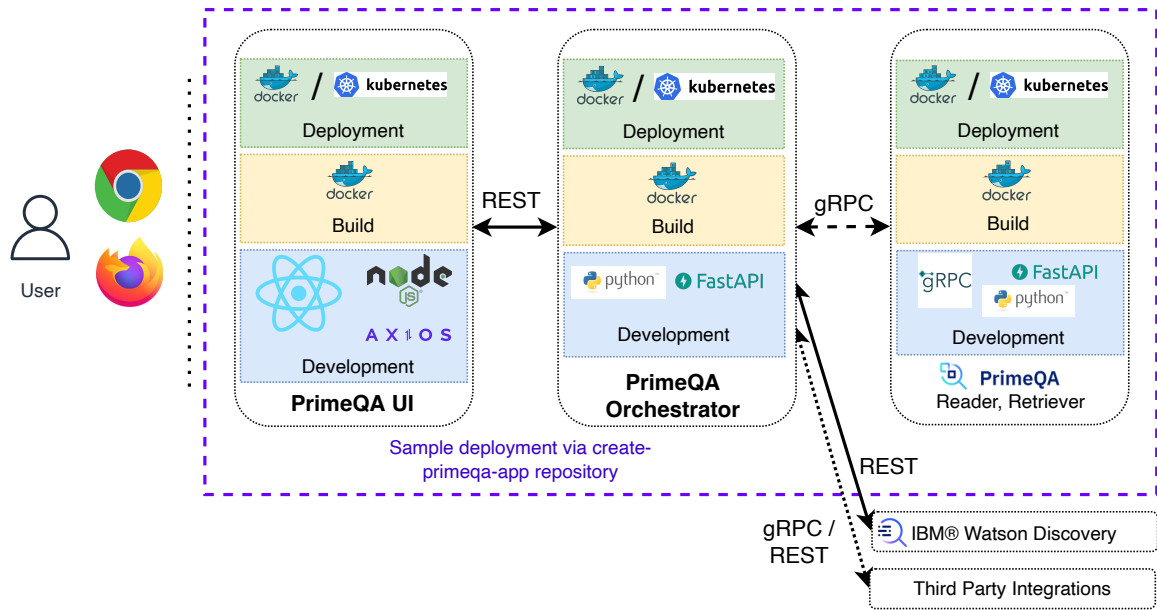 User
docker / kubernetes
Deployment
docker
Build
node
JS
AXIOS
Development
PrimeQA UI
REST
docker / kubernetes
Deployment
docker
Build
python™
FastAPI
Development
PrimeQA
Orchestrator
gRPC
docker / kubernetes
Deployment
docker
Build
gRPC
FastAPI
python™
Development
PrimeQA
Reader, Retriever
Sample deployment via create-
primeqa-app repository
REST
gRPC /
REST
IBM® Watson Discovery
Third Party Integrations